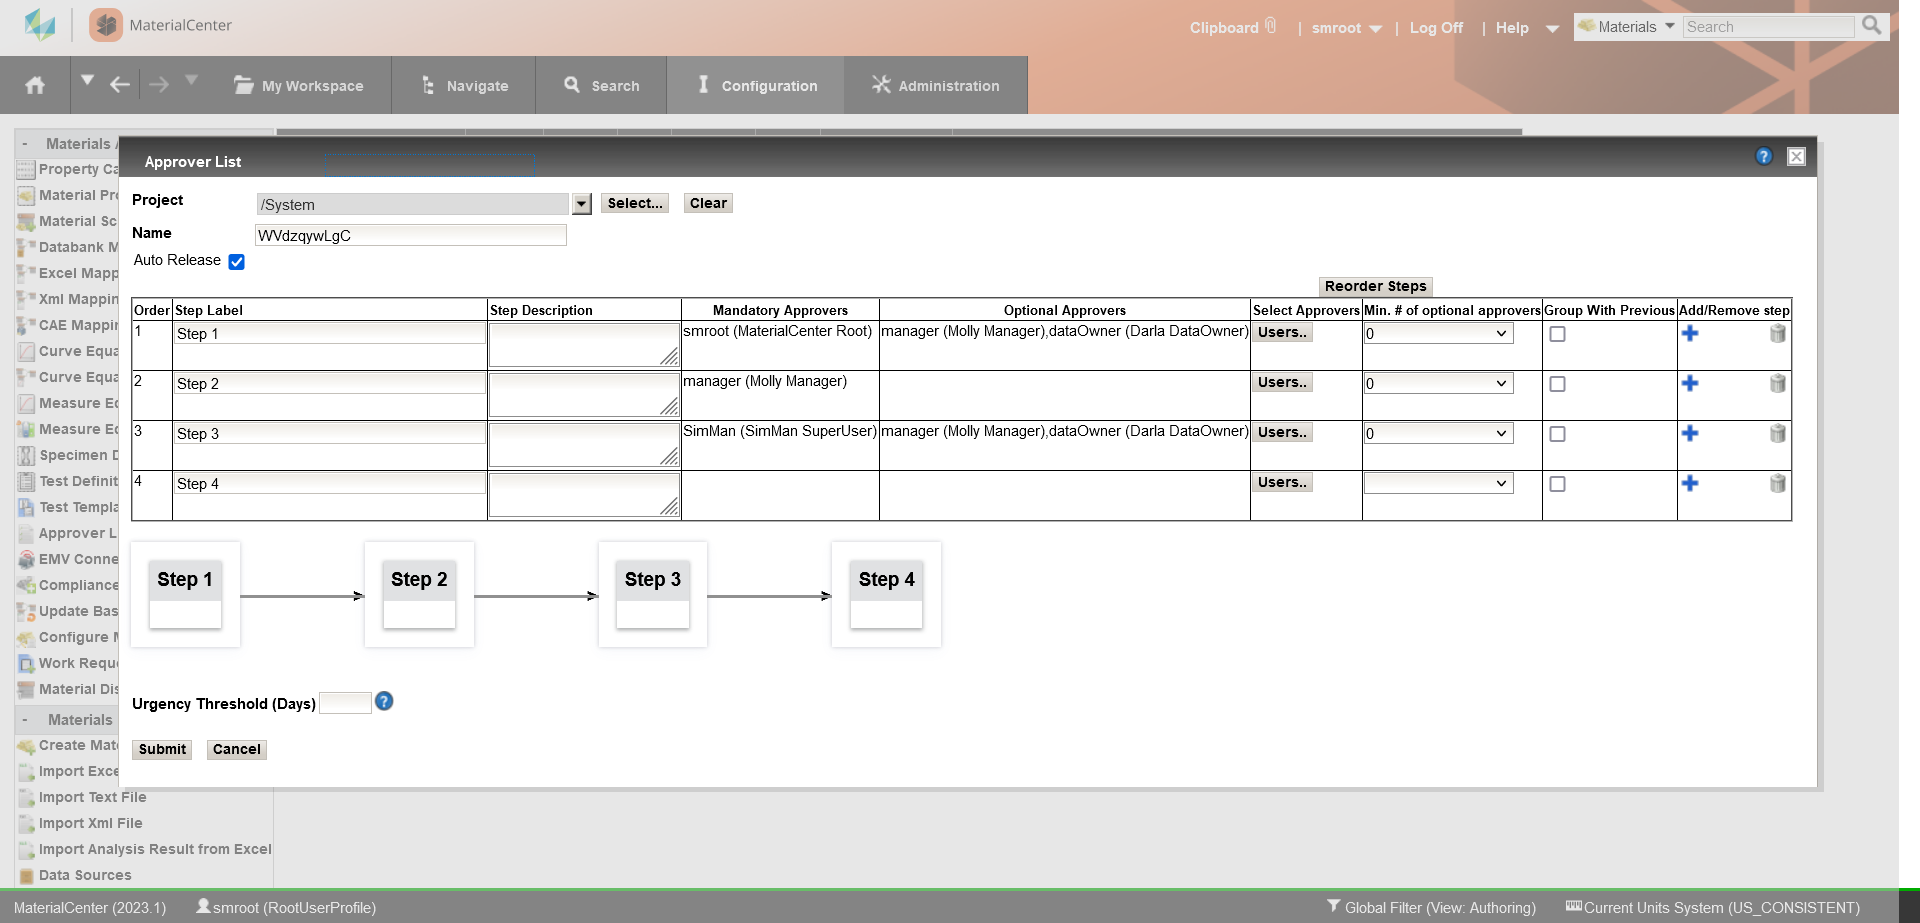 MaterialCenter
Clipboard | smroot | Log Off | Help
Materials Search
My Workspace Navigate Search Configuration Administration
- Materials
Approver List
Project /System Select... Clear
Name WVdzqywLgC
Auto Release
Reorder Steps
Order Step Label Step Description Mandatory Approvers Optional Approvers Select Approvers Min. # of optional approvers Group With Previous Add/Remove step
1 Step 1 smroot (MaterialCenter Root) manager (Molly Manager),dataOwner (Darla DataOwner) Users.. 0
2 Step 2 manager (Molly Manager) Users.. 0
3 Step 3 SimMan (SimMan SuperUser) manager (Molly Manager),dataOwner (Darla DataOwner) Users.. 0
4 Step 4 Users..
Step 1 Step 2 Step 3 Step 4
Urgency Threshold (Days) ?
Submit Cancel
Property Ca
Material Pr
Material Sc
Databank M
Excel Mapp
Xml Mappin
CAE Mappin
Curve Equa
Curve Equa
Measure Ec
Measure Ec
Specimen D
Test Definit
Test Templa
Approver L
EMV Conne
Compliance
Update Bas
Configure M
Work Requ
Material Dis
- Materials
Create Mat
Import Exce
Import Text File
Import Xml File
Import Analysis Result from Excel
Data Sources
MaterialCenter (2023.1) smroot (RootUserProfile) Global Filter (View: Authoring) Current Units System (US_CONSISTENT)